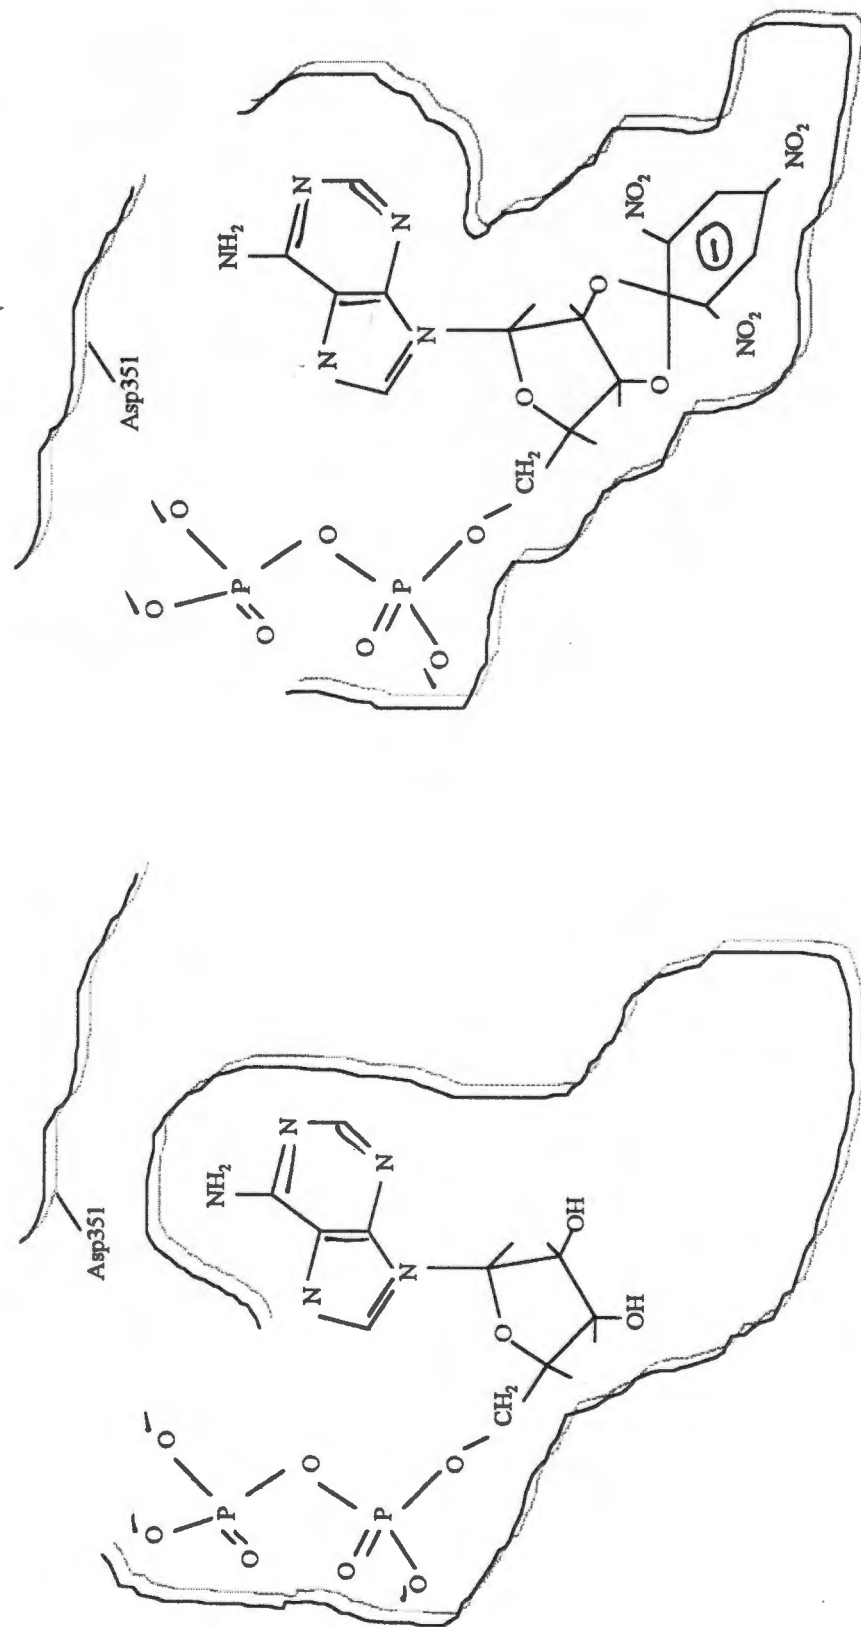 Asp351
O⁻ O⁻
P NH₂
O N
O N
O P N
N
O⁻ O
CH₂ O
OH
OH
Asp351
O⁻ O⁻
P NH₂
O N
O N
O P N
N
O⁻ O
CH₂ O
O
NO₂
O
−
NO₂
NO₂